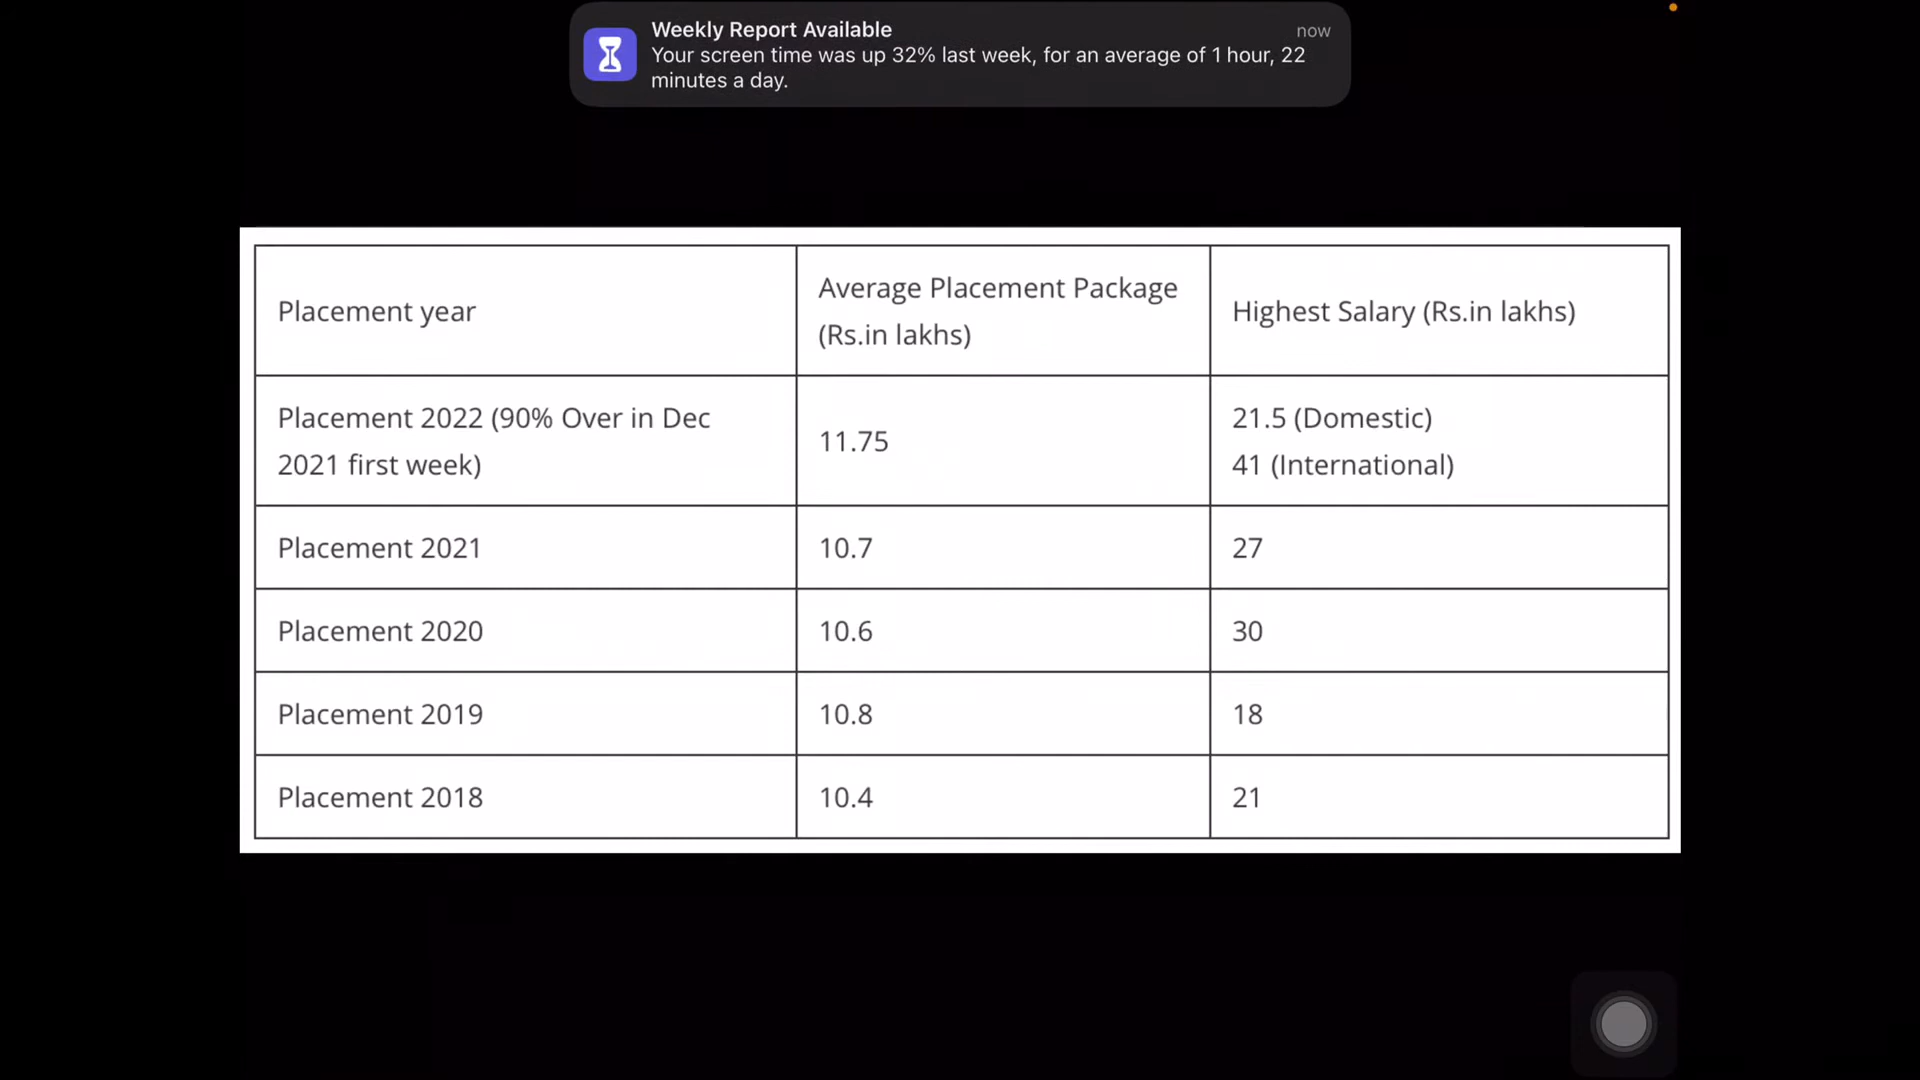 Weekly Report Available
now
Your screen time was up 32% last week, for an average of 1 hour, 22
minutes a day.
Placement year
Average Placement Package
(Rs.in lakhs)
Highest Salary (Rs.in lakhs)
Placement 2022 (90% Over in Dec
2021 first week)
11.75
21.5 (Domestic)
41 (International)
Placement 2021
10.7
27
Placement 2020
10.6
30
Placement 2019
10.8
18
Placement 2018
10.4
21